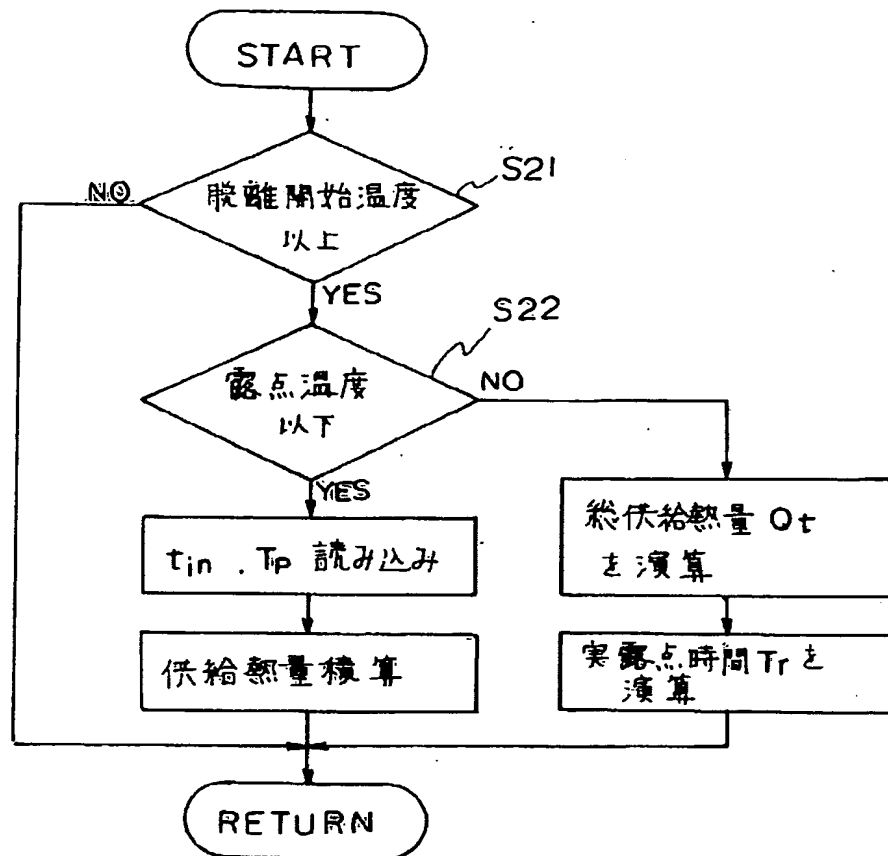 START
S21
NO
脱離開始温度
以上
YES
S22
露点温度
以下
NO
YES
tin . Tp 読み込み
総供給熱量 Qt
を演算
供給熱量積算
実露点時間Trを
演算
RETURN